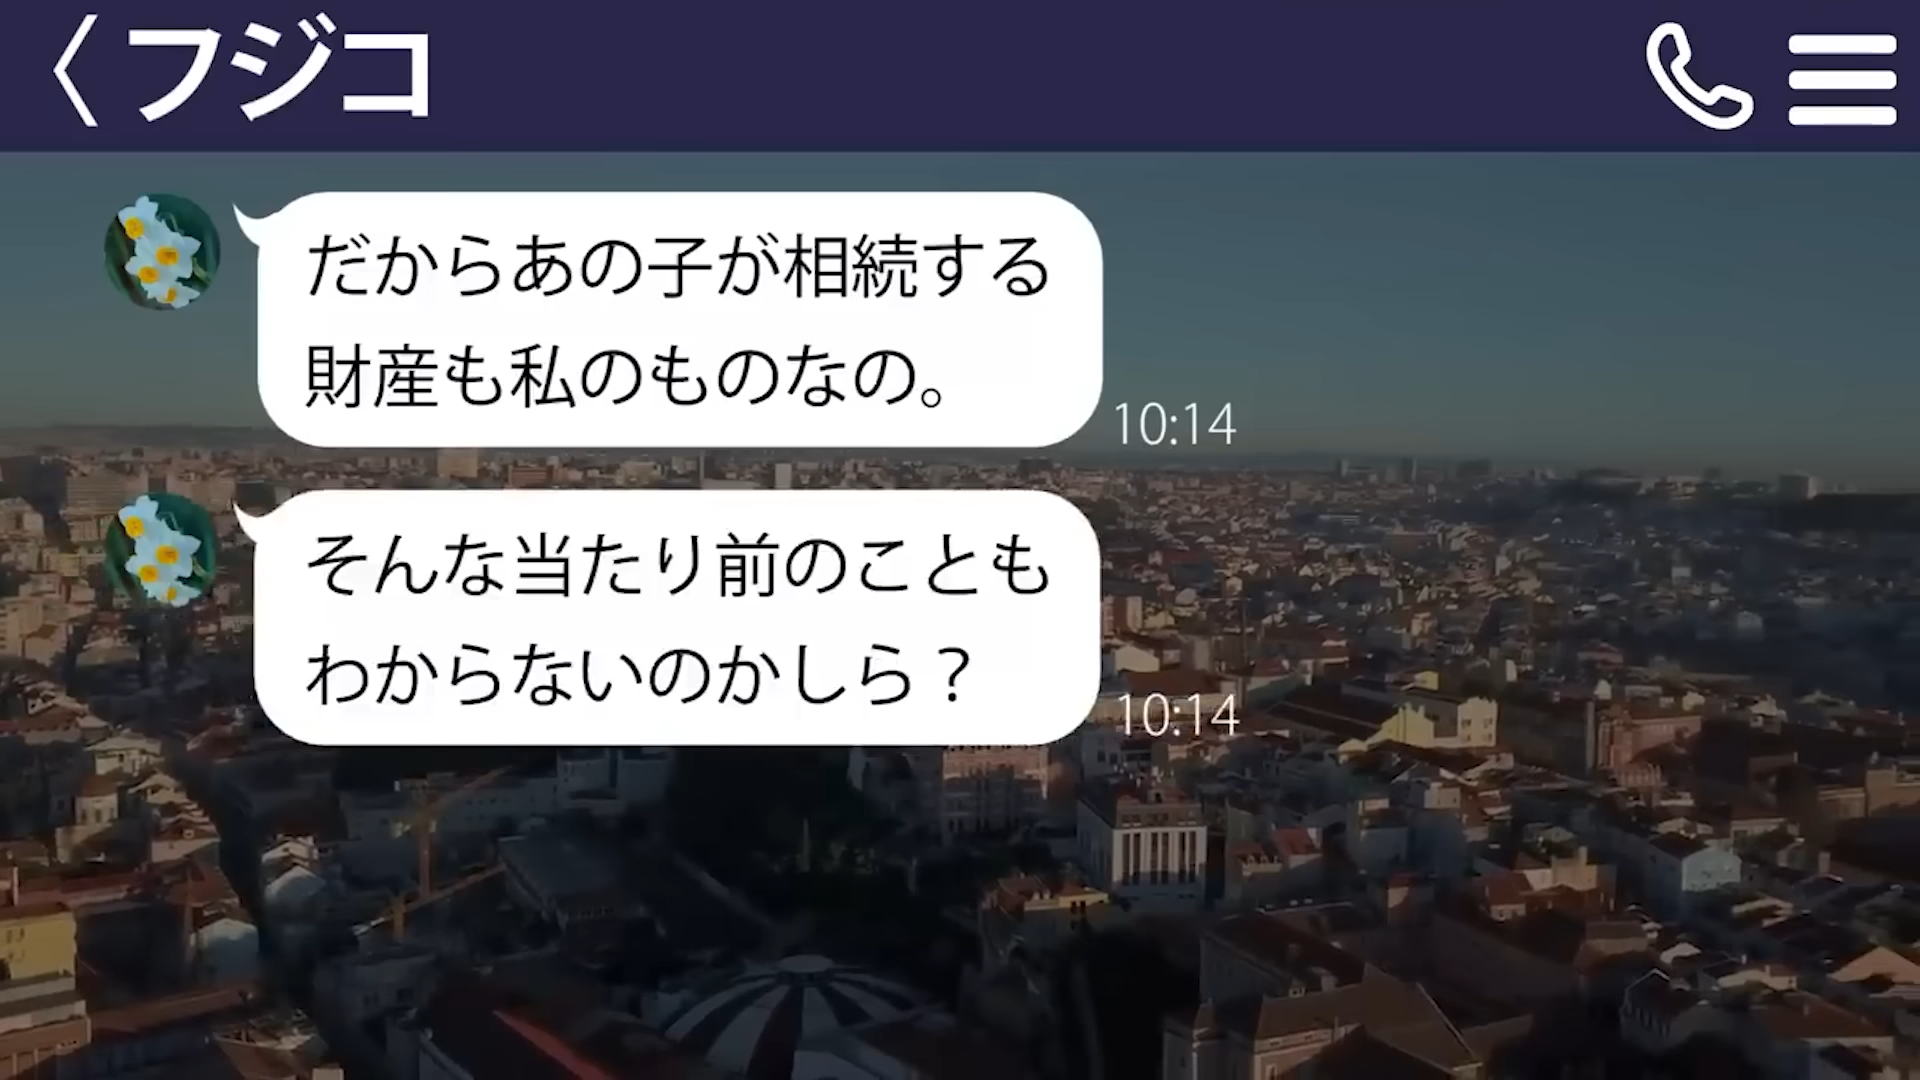 フジコ
だからあの子が相続する
財産も私のものなの。
10:14
そんな当たり前のことも
わからないのかしら？
10:14